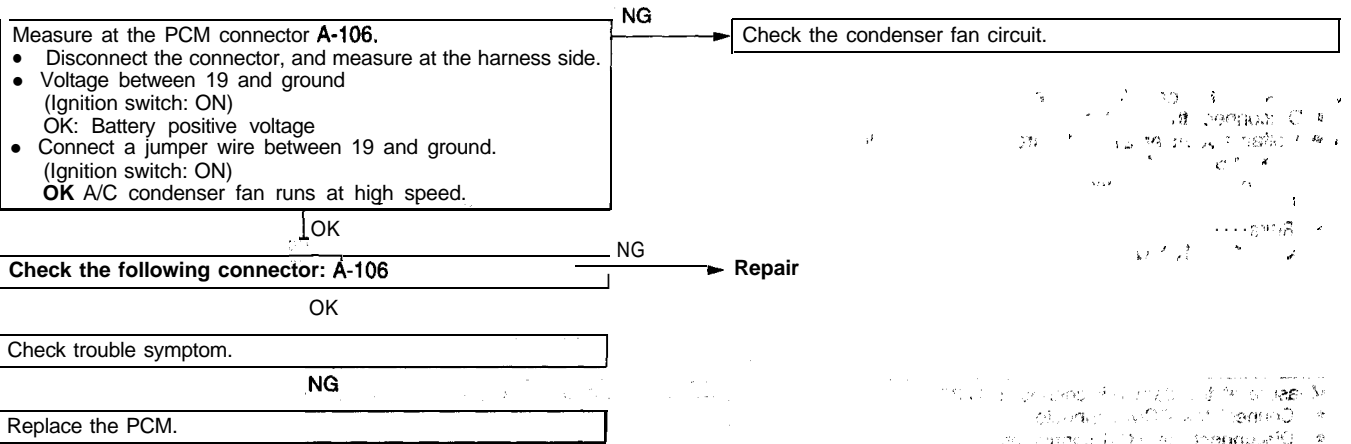 NG
Measure at the PCM connector A-106.
● Disconnect the connector, and measure at the harness side.
● Voltage between 19 and ground
(Ignition switch: ON)
OK: Battery positive voltage
● Connect a jumper wire between 19 and ground.
(Ignition switch: ON)
OK A/C condenser fan runs at high speed.
Check the condenser fan circuit.
OK
NG
Check the following connector: A-106
Repair
OK
Check trouble symptom.
NG
Replace the PCM.